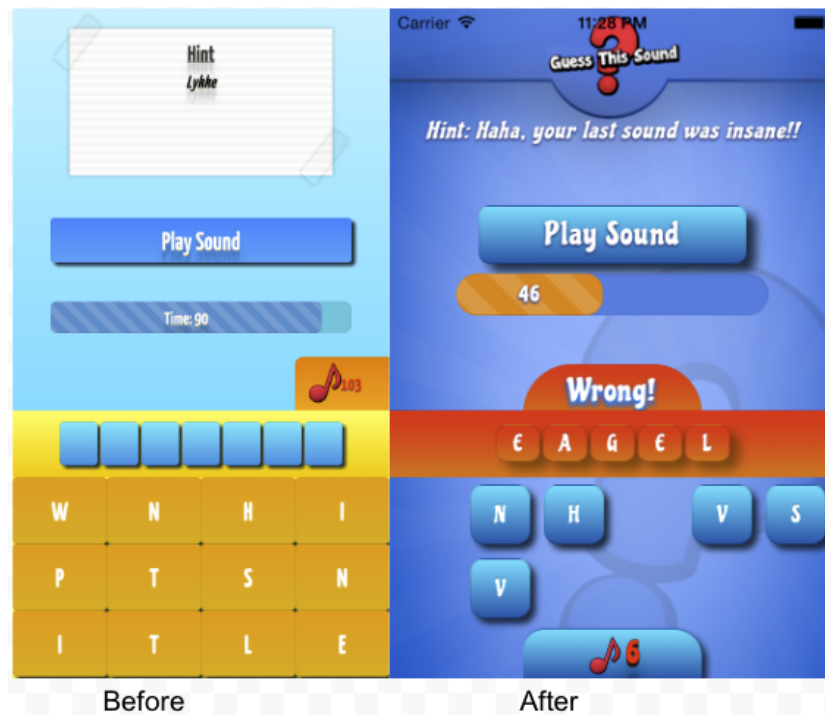 Hint
Lykke
Play Sound
Time: 90
103
W N H I
P T S N
I T L E
Before
Carrier 11:28 PM
Guess This Sound
Hint: Haha, your last sound was insane!!
Play Sound
46
Wrong!
E A G E L
N H V S
V
6
After